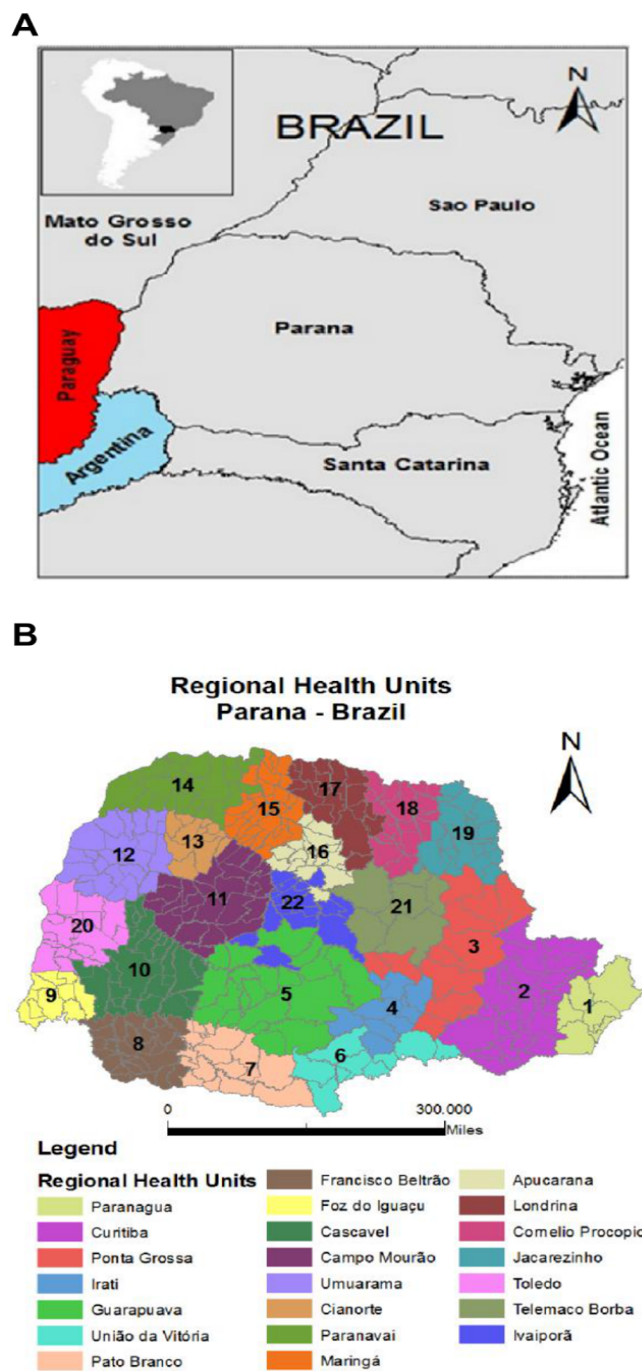 A
N
BRAZIL
Mato Grosso
do Sul
Sao Paulo
Parana
Paraguay
Argentina
Santa Catarina
Atlantic Ocean
B
Regional Health Units
Parana - Brazil
N
14
15
17
18
19
13
12
16
11
22
21
20
3
10
2
9
5
4
1
8
6
7
0
300.000
Miles
Legend
Regional Health Units
Paranagua
Curitiba
Ponta Grossa
Irati
Guarapuava
União da Vitória
Pato Branco
Francisco Beltrão
Foz do Iguaçu
Cascavel
Campo Mourão
Umuarama
Cianorte
Paranavai
Maringá
Apucarana
Londrina
Cornelio Procopio
Jacarezinho
Toledo
Telemaco Borba
Ivaiporã